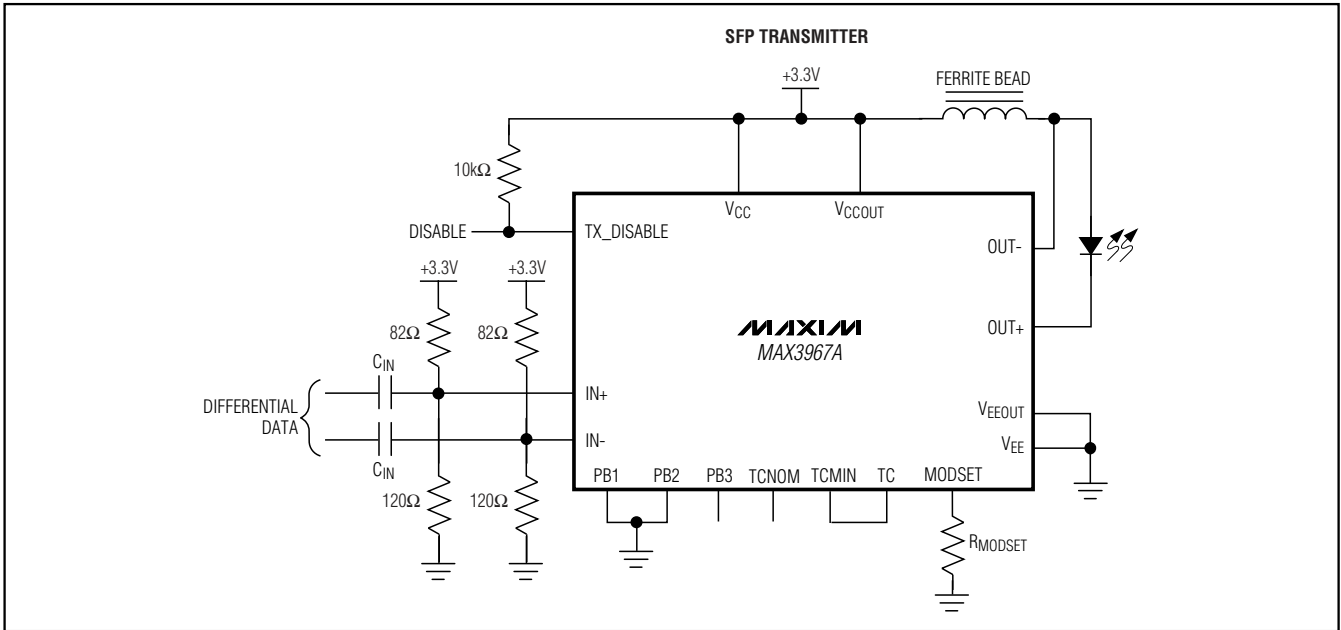 SFP TRANSMITTER
+3.3V
FERRITE BEAD
10kΩ
VCC
VCCOUT
DISABLE
TX_DISABLE
OUT-
+3.3V
+3.3V
82Ω
82Ω
MAXIM
MAX3967A
OUT+
CIN
IN+
DIFFERENTIAL
DATA
IN-
CIN
VEEOUT
VEE
PB1
PB2
PB3
TCNOM
TCMIN
TC
MODSET
120Ω
120Ω
RMODSET